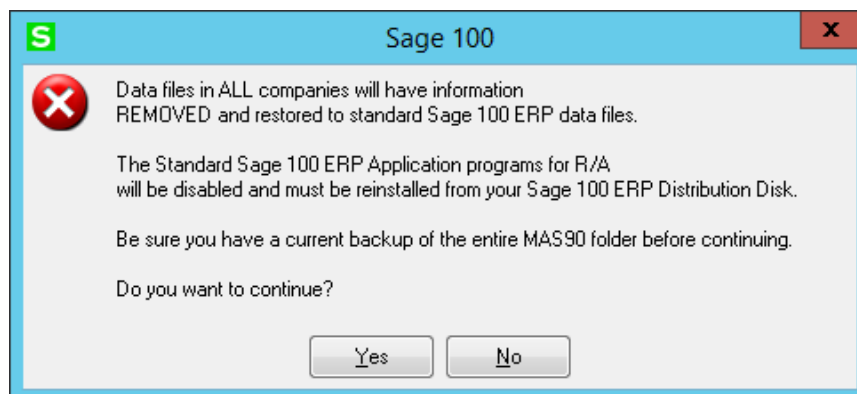 S
Sage 100
x
Data files in ALL companies will have information
REMOVED and restored to standard Sage 100 ERP data files.
The Standard Sage 100 ERP Application programs for R/A
will be disabled and must be reinstalled from your Sage 100 ERP Distribution Disk.
Be sure you have a current backup of the entire MAS90 folder before continuing.
Do you want to continue?
Yes
No